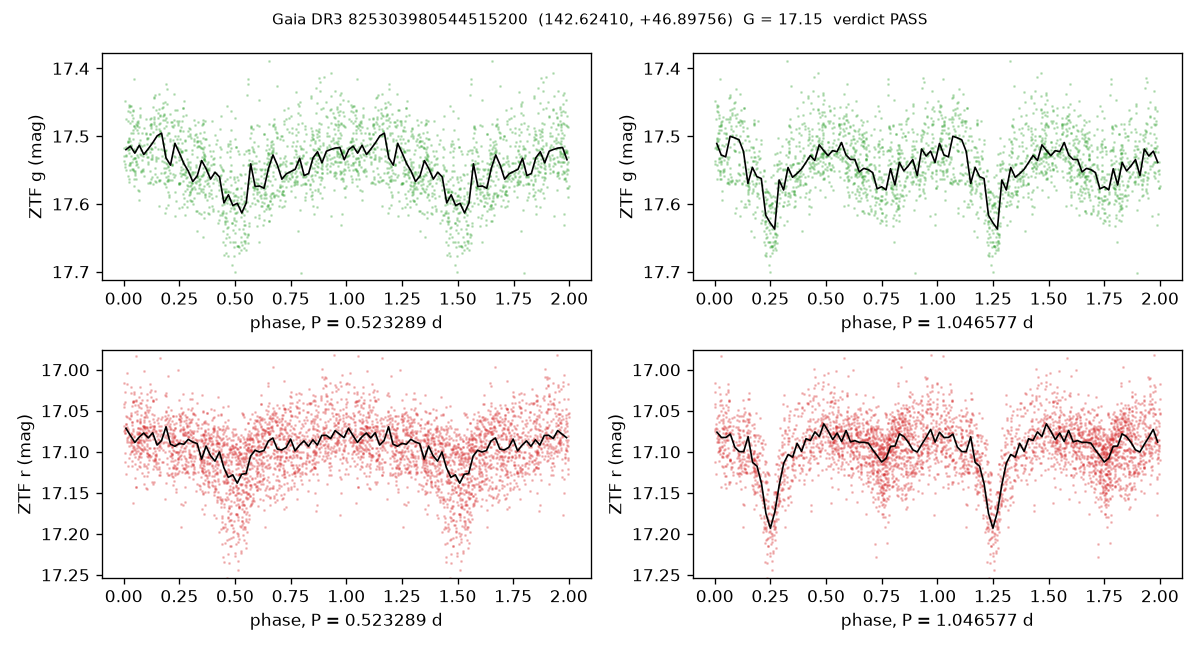 Gaia DR3 825303980544515200 (142.62410, +46.89756) G = 17.15 verdict PASS
ZTF g (mag)
17.4
17.5
17.6
17.7
0.00 0.25 0.50 0.75 1.00 1.25 1.50 1.75 2.00
phase, P = 0.523289 d
ZTF g (mag)
17.4
17.5
17.6
17.7
0.00 0.25 0.50 0.75 1.00 1.25 1.50 1.75 2.00
phase, P = 1.046577 d
ZTF r (mag)
17.00
17.05
17.10
17.15
17.20
17.25
0.00 0.25 0.50 0.75 1.00 1.25 1.50 1.75 2.00
phase, P = 0.523289 d
ZTF r (mag)
17.00
17.05
17.10
17.15
17.20
17.25
0.00 0.25 0.50 0.75 1.00 1.25 1.50 1.75 2.00
phase, P = 1.046577 d